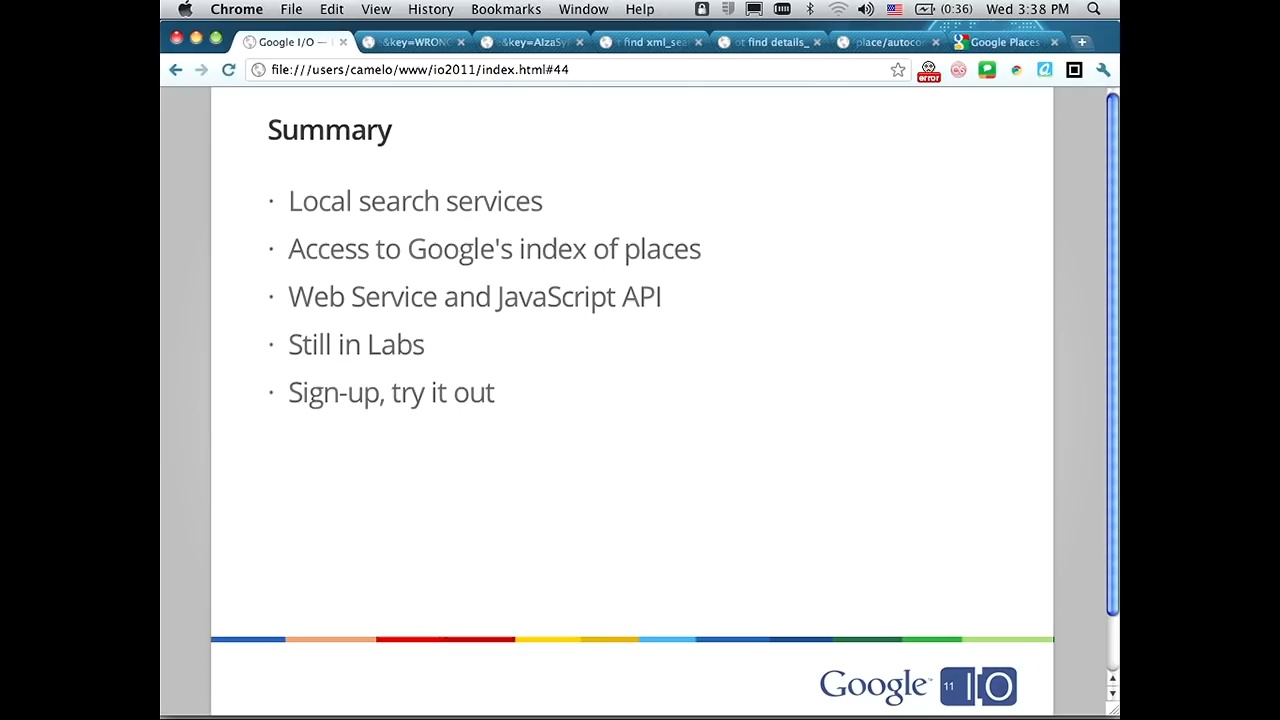 Chrome File Edit View History Bookmarks Window Help (0:36) Wed 3:38 PM
Google I/O — &key=WRONG &key=AIzaSy t find xml_sea ot find details_ place/autoco Google Places
file:///users/camelo/www/io2011/index.html#44 error
Summary
· Local search services
· Access to Google's index of places
· Web Service and JavaScript API
· Still in Labs
· Sign-up, try it out
Google™ 11 IO